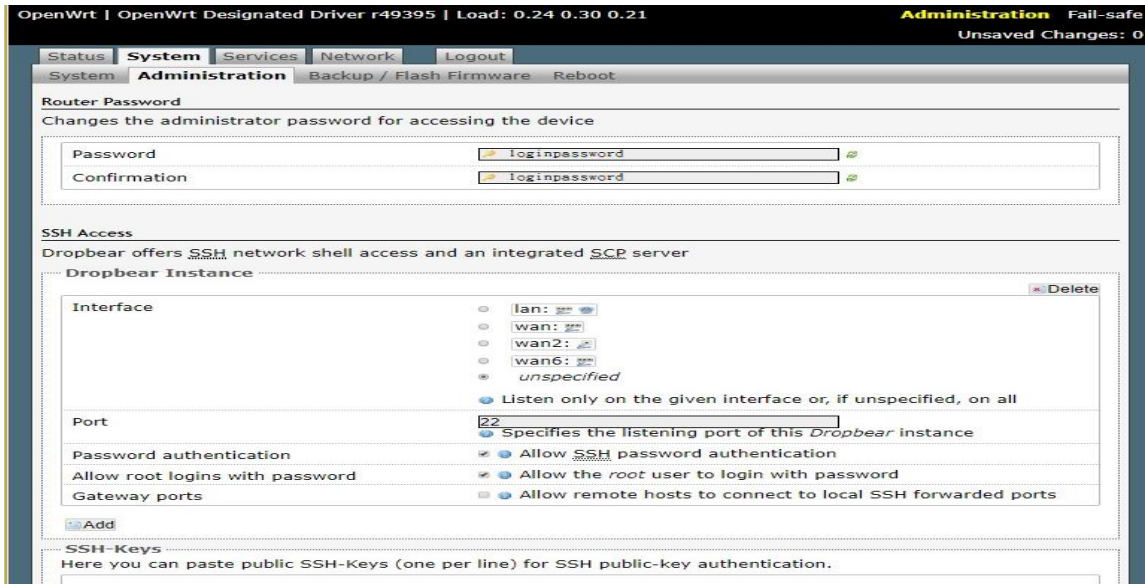 OpenWrt | OpenWrt Designated Driver r49395 | Load: 0.24 0.30 0.21
Administration Fail-safe
Unsaved Changes: 0
Status System Services Network Logout
System Administration Backup / Flash Firmware Reboot
Router Password
Changes the administrator password for accessing the device
Password loginpassword
Confirmation loginpassword
SSH Access
Dropbear offers SSH network shell access and an integrated SCP server
Dropbear Instance
Delete
Interface lan:
wan:
wan2:
wan6:
unspecified
Listen only on the given interface or, if unspecified, on all
Port 22
Specifies the listening port of this Dropbear instance
Password authentication Allow SSH password authentication
Allow root logins with password Allow the root user to login with password
Gateway ports Allow remote hosts to connect to local SSH forwarded ports
Add
SSH-Keys
Here you can paste public SSH-Keys (one per line) for SSH public-key authentication.